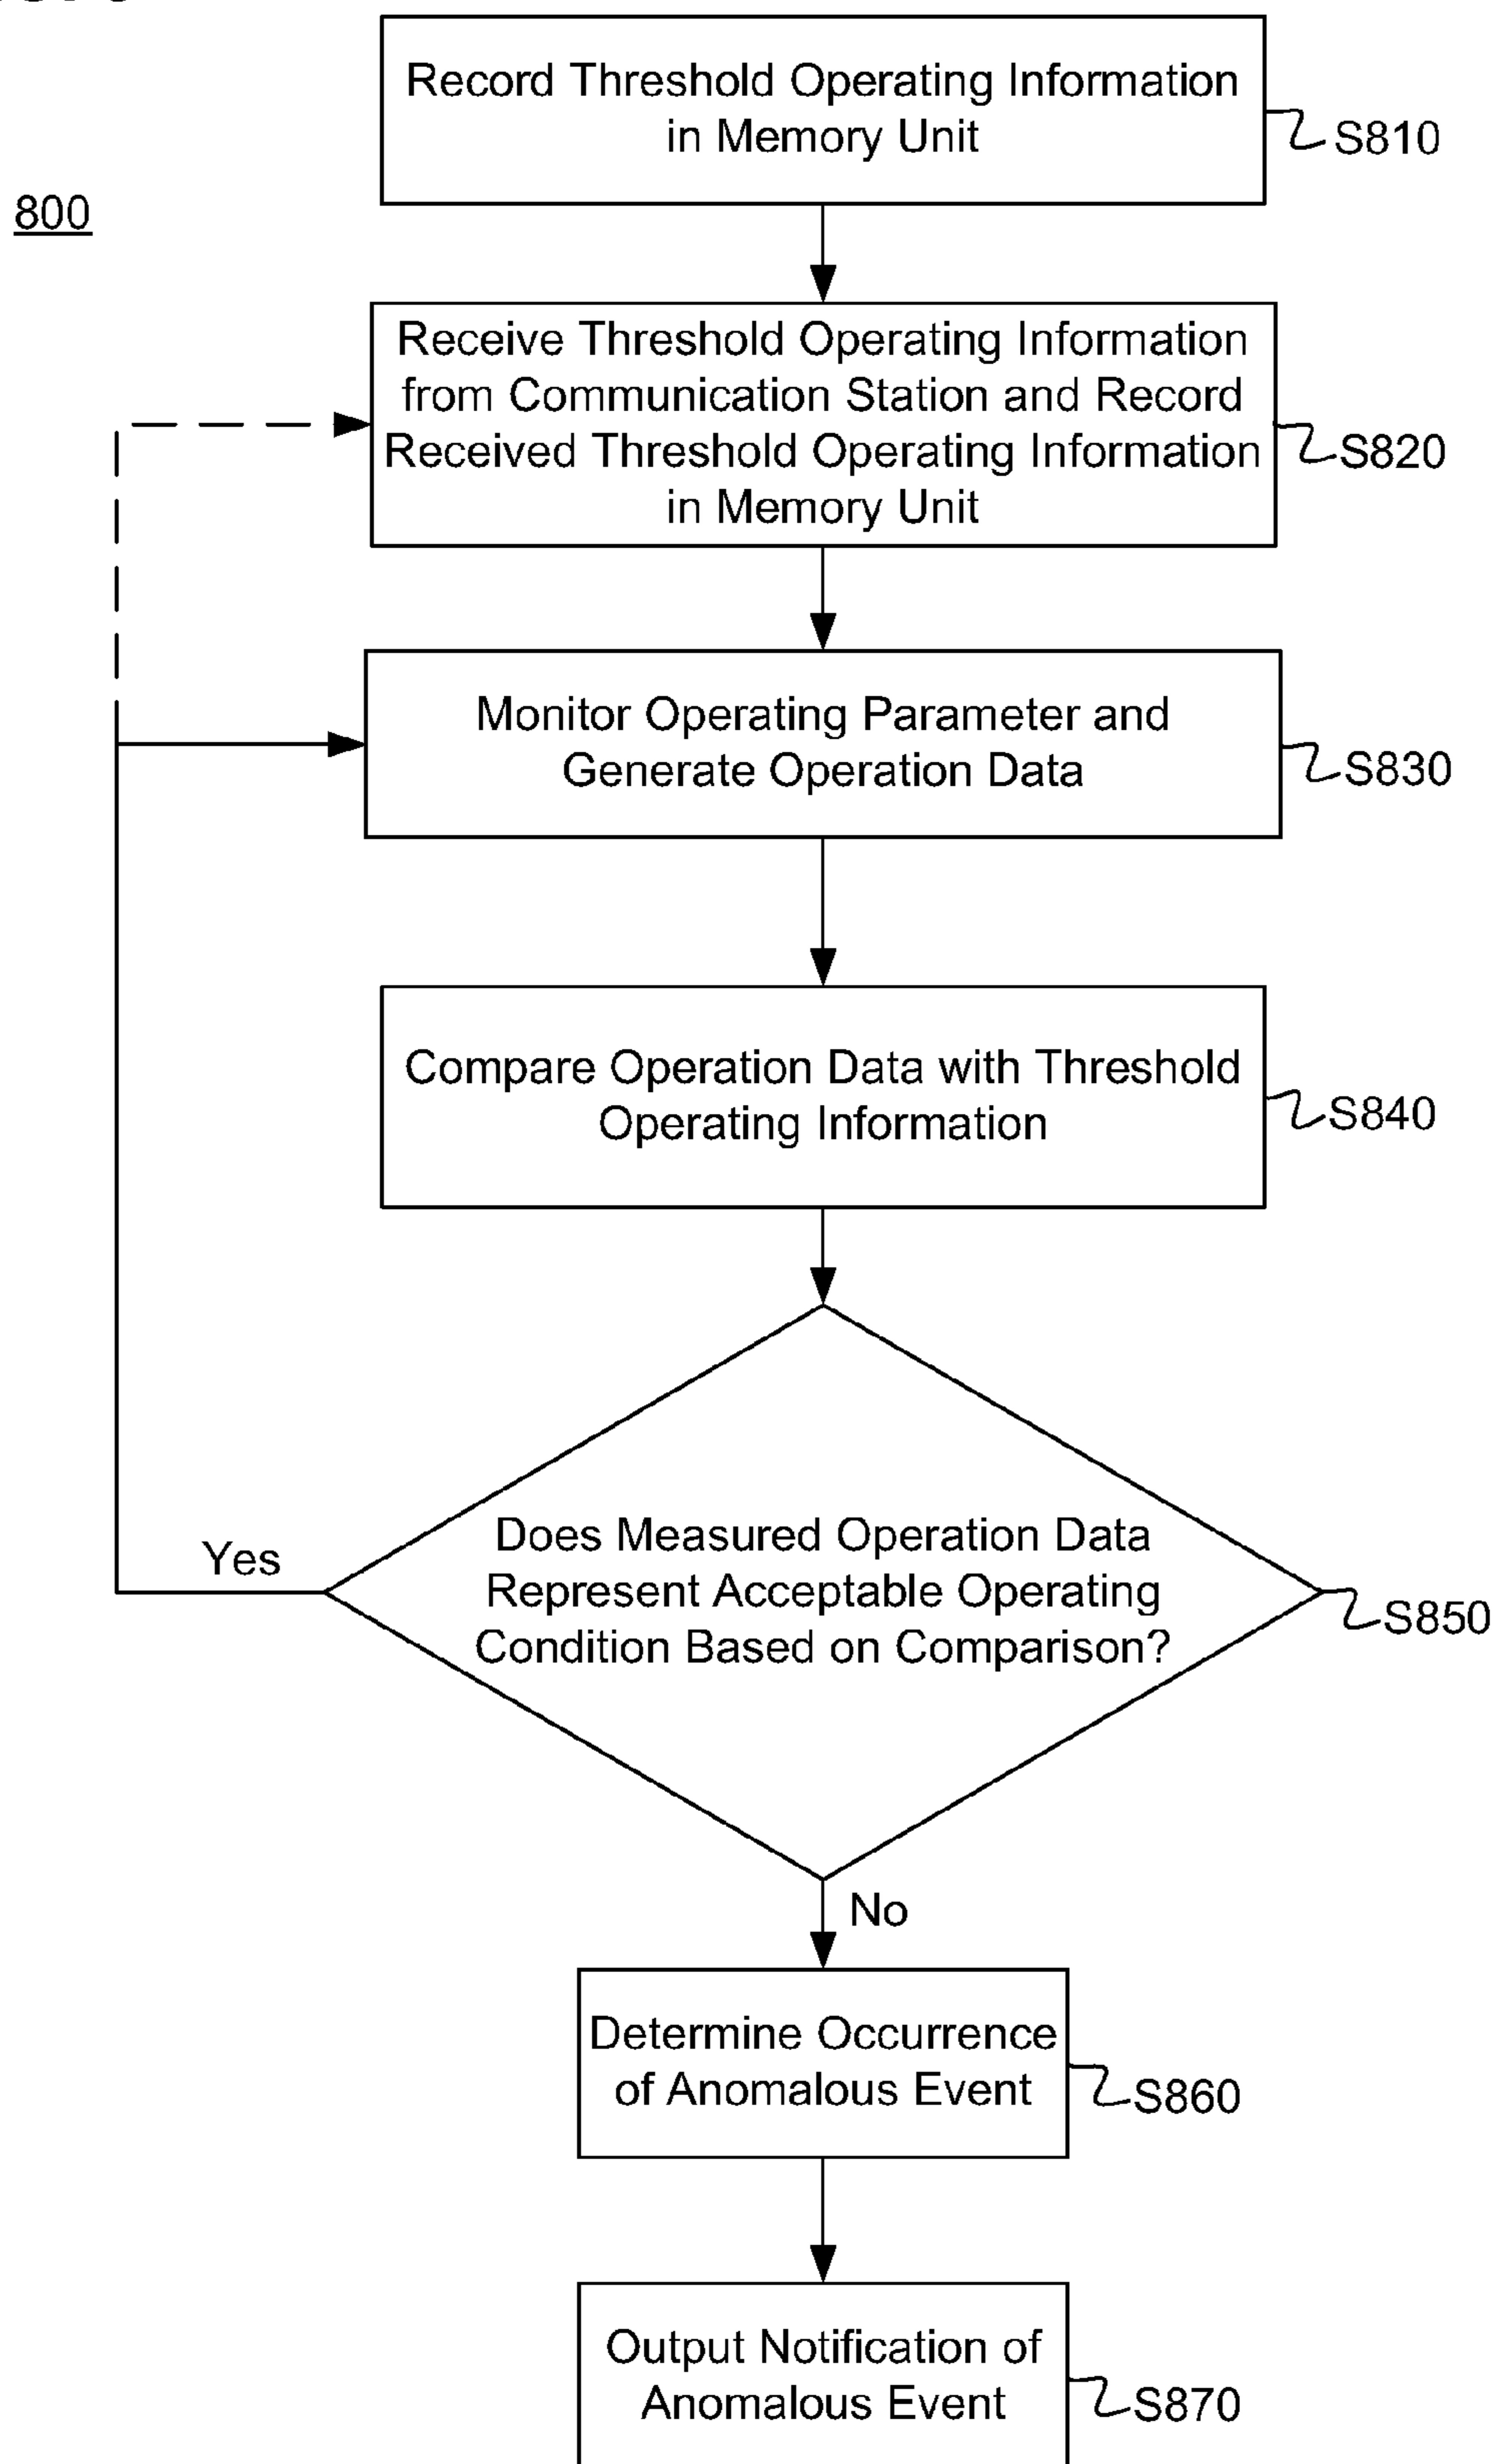 Record Threshold Operating Information
in Memory Unit
S810
800
Receive Threshold Operating Information
from Communication Station and Record
Received Threshold Operating Information
in Memory Unit
S820
Monitor Operating Parameter and
Generate Operation Data
S830
Compare Operation Data with Threshold
Operating Information
S840
Does Measured Operation Data
Represent Acceptable Operating
Condition Based on Comparison?
Yes
S850
No
Determine Occurrence
of Anomalous Event
S860
Output Notification of
Anomalous Event
S870